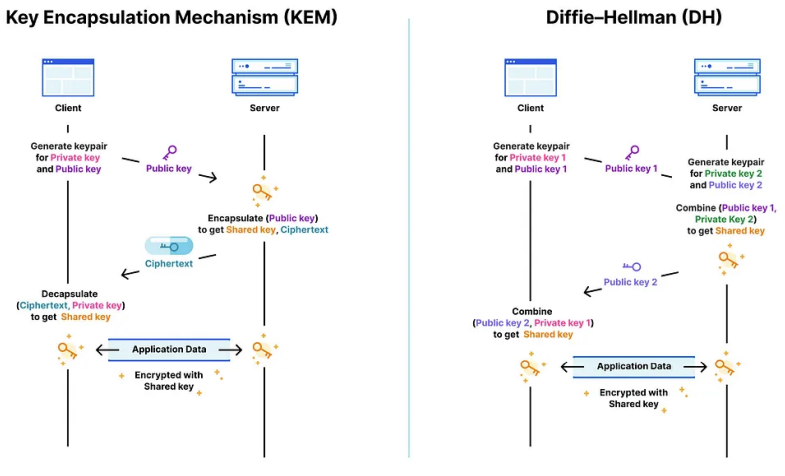 Key Encapsulation Mechanism (KEM)
Client
Server
Generate keypair
for Private key
and Public key
Public key
Encapsulate (Public key)
to get Shared key, Ciphertext
Ciphertext
Decapsulate
(Ciphertext, Private key)
to get Shared key
Application Data
Encrypted with
Shared key
Diffie–Hellman (DH)
Client
Server
Generate keypair
for Private key 1
and Public key 1
Public key 1
Generate keypair
for Private key 2
and Public key 2
Combine (Public key 1,
Private Key 2)
to get Shared key
Public key 2
Combine
(Public key 2, Private key 1)
to get Shared key
Application Data
Encrypted with
Shared key